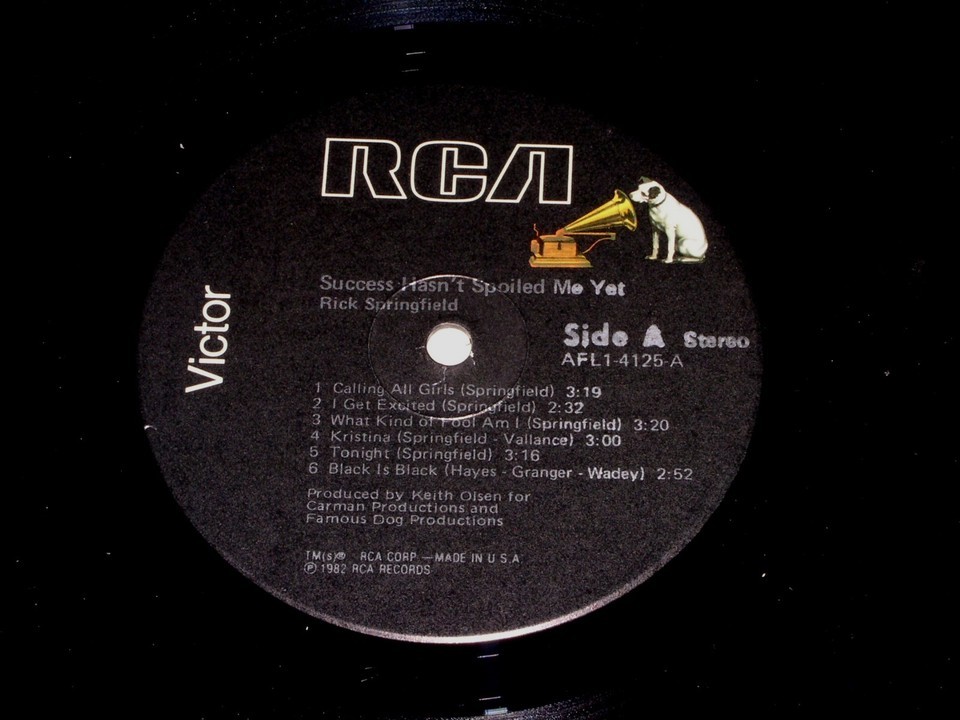 RCA
Victor
Success Hasn't Spoiled Me Yet
Rick Springfield
Side A Stereo
AFL1-4125-A
1 Calling All Girls (Springfield) 3:19
2 I Get Excited (Springfield) 2:32
3 What Kind of Fool Am I (Springfield) 3:20
4 Kristina (Springfield - Vallance) 3:00
5 Tonight (Springfield) 3:16
6 Black Is Black (Hayes - Granger - Wadey) 2:52
Produced by Keith Olsen for
Carman Productions and
Famous Dog Productions
TM(s)® RCA CORP —MADE IN U S A
℗ 1982 RCA RECORDS